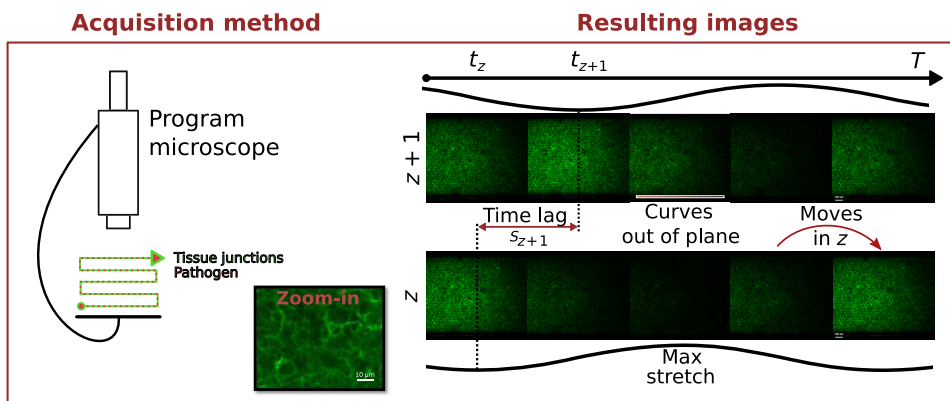 Acquisition method
Resulting images
Program
microscope
Tissue junctions
Pathogen
Zoom-in
10 μm
t_z
t_{z+1}
T
z + 1
Time lag
s_{z+1}
Curves
out of plane
Moves
in z
z
Max
stretch